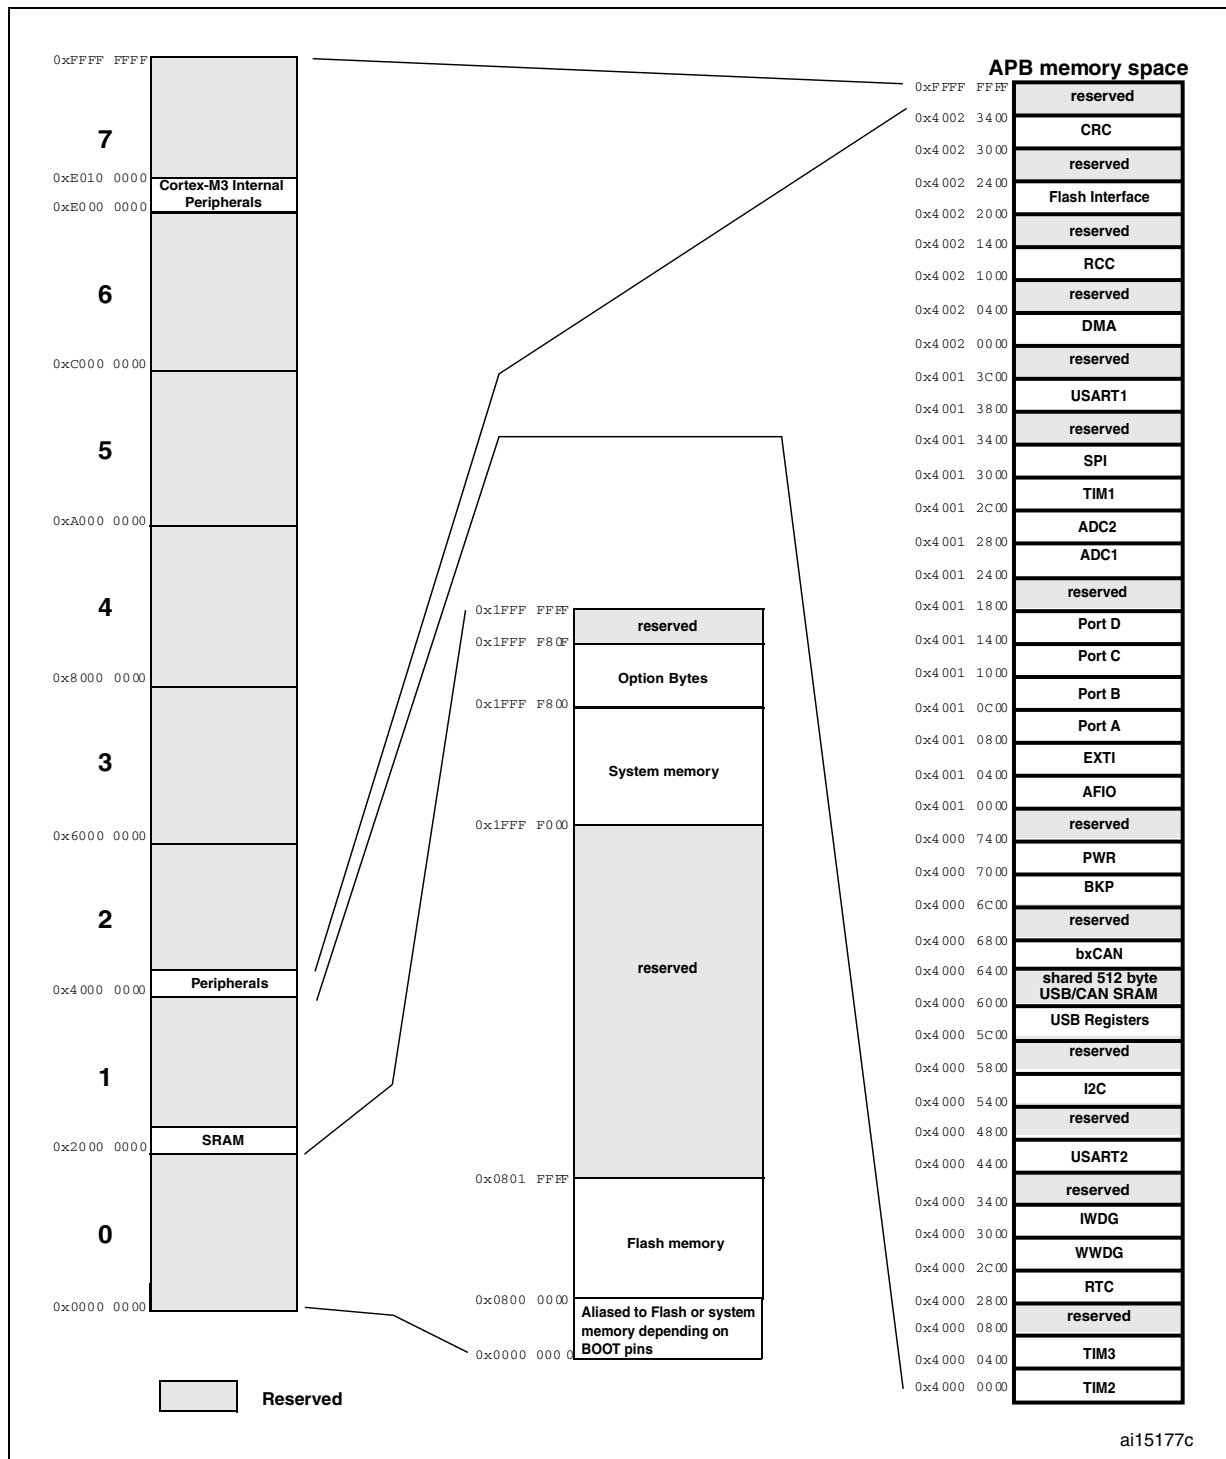 0xFFFF FFFF
7
0xE010 0000
Cortex-M3 Internal
Peripherals
0xE000 0000
6
0xC000 0000
5
0xA000 0000
4
0x8000 0000
3
0x6000 0000
2
Peripherals
0x4000 0000
1
SRAM
0x2000 0000
0
0x0000 0000
Reserved
0x1FFF FFFF
reserved
0x1FFF F80F
Option Bytes
0x1FFF F800
System memory
0x1FFF F000
reserved
0x0801 FFFF
Flash memory
0x0800 0000
Aliased to Flash or system
memory depending on
BOOT pins
0x0000 0000
APB memory space
0xFFFF FFFF
reserved
0x4002 3400
CRC
0x4002 3000
reserved
0x4002 2400
Flash Interface
0x4002 2000
reserved
0x4002 1400
RCC
0x4002 1000
reserved
0x4002 0400
DMA
0x4002 0000
reserved
0x4001 3C00
USART1
0x4001 3800
reserved
0x4001 3400
SPI
0x4001 3000
TIM1
0x4001 2C00
ADC2
0x4001 2800
ADC1
0x4001 2400
reserved
0x4001 1800
Port D
0x4001 1400
Port C
0x4001 1000
Port B
0x4001 0C00
Port A
0x4001 0800
EXTI
0x4001 0400
AFIO
0x4001 0000
reserved
0x4000 7400
PWR
0x4000 7000
BKP
0x4000 6C00
reserved
0x4000 6800
bxCAN
0x4000 6400
shared 512 byte
USB/CAN SRAM
0x4000 6000
USB Registers
0x4000 5C00
reserved
0x4000 5800
I2C
0x4000 5400
reserved
0x4000 4800
USART2
0x4000 4400
reserved
0x4000 3400
IWDG
0x4000 3000
WWDG
0x4000 2C00
RTC
0x4000 2800
reserved
0x4000 0800
TIM3
0x4000 0400
TIM2
0x4000 0000
ai15177c